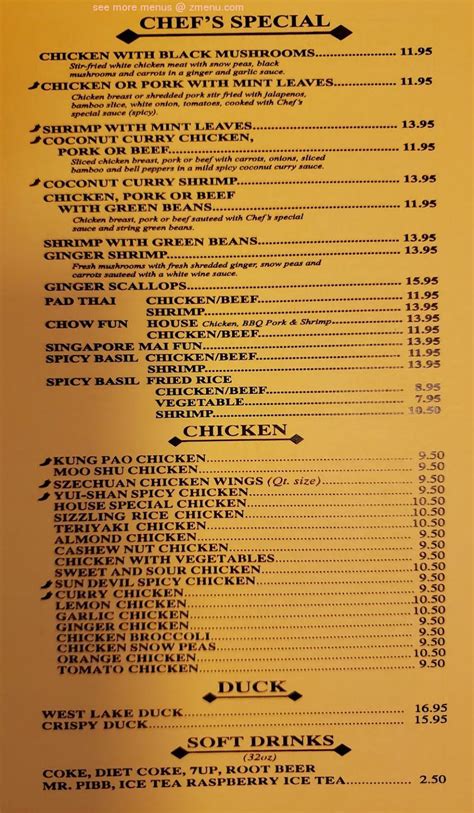 see more menus @ zmenu.com
CHEF'S SPECIAL
CHICKEN WITH BLACK MUSHROOMS 11.95
Stir-fried white chicken meat with snow peas, black
mushrooms and carrots in a ginger and garlic sauce.
CHICKEN OR PORK WITH MINT LEAVES 11.95
Chicken breast or shredded pork stir fried with jalapenos,
bamboo slice, white onion, tomatoes, cooked with Chef's
special sauce (spicy).
SHRIMP WITH MINT LEAVES 13.95
COCONUT CURRY CHICKEN,
PORK OR BEEF 11.95
Sliced chicken breast, pork or beef with carrots, onions, sliced
bamboo and bell peppers in a mild spicy coconut curry sauce.
COCONUT CURRY SHRIMP 13.95
CHICKEN, PORK OR BEEF
WITH GREEN BEANS 11.95
Chicken breast, pork or beef sauteed with Chef's special
sauce and string green beans.
SHRIMP WITH GREEN BEANS 13.95
GINGER SHRIMP 13.95
Fresh mushrooms with fresh shredded ginger, snow peas and
carrots sauteed with a white wine sauce.
GINGER SCALLOPS 15.95
PAD THAI CHICKEN/BEEF 11.95
SHRIMP 13.95
CHOW FUN HOUSE Chicken, BBQ Pork & Shrimp 13.95
CHICKEN/BEEF 11.95
SINGAPORE MAI FUN 13.95
SPICY BASIL CHICKEN/BEEF 11.95
SHRIMP 13.95
SPICY BASIL FRIED RICE
CHICKEN/BEEF 8.95
VEGETABLE 7.95
SHRIMP 10.50
CHICKEN
KUNG PAO CHICKEN 9.50
MOO SHU CHICKEN 9.50
SZECHUAN CHICKEN WINGS (Qt. size) 9.50
YUI-SHAN SPICY CHICKEN 9.50
HOUSE SPECIAL CHICKEN 10.50
SIZZLING RICE CHICKEN 10.50
TERIYAKI CHICKEN 10.50
ALMOND CHICKEN 9.50
CASHEW NUT CHICKEN 9.50
CHICKEN WITH VEGETABLES 9.50
SWEET AND SOUR CHICKEN 10.50
SUN DEVIL SPICY CHICKEN 9.50
CURRY CHICKEN 9.50
LEMON CHICKEN 10.50
GARLIC CHICKEN 10.50
GINGER CHICKEN 9.50
CHICKEN BROCCOLI 9.50
CHICKEN SNOW PEAS 9.50
ORANGE CHICKEN 10.50
TOMATO CHICKEN 9.50
DUCK
WEST LAKE DUCK 16.95
CRISPY DUCK 15.95
SOFT DRINKS
(32oz)
COKE, DIET COKE, 7UP, ROOT BEER
MR. PIBB, ICE TEA RASPBERRY ICE TEA 2.50